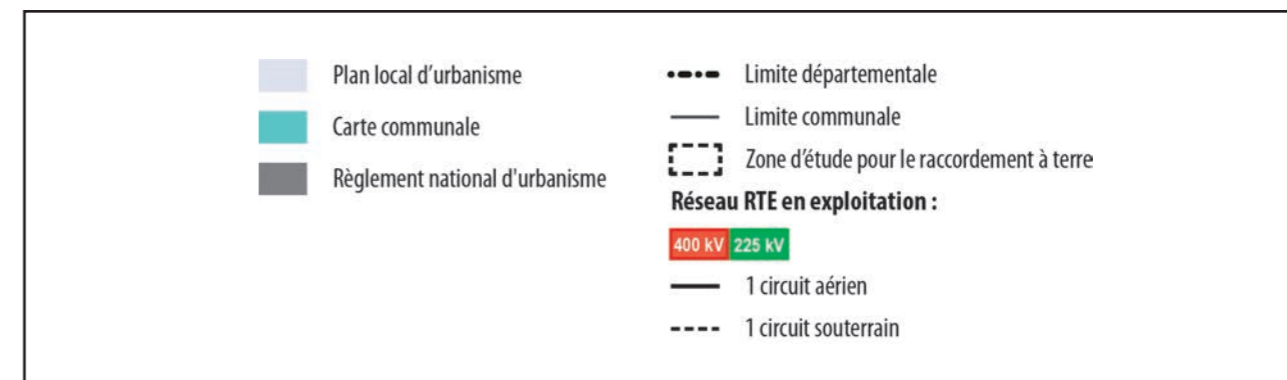 Plan local d'urbanisme
Carte communale
Règlement national d'urbanisme
Limite départementale
Limite communale
Zone d'étude pour le raccordement à terre
Réseau RTE en exploitation :
400 kV 225 kV
1 circuit aérien
1 circuit souterrain